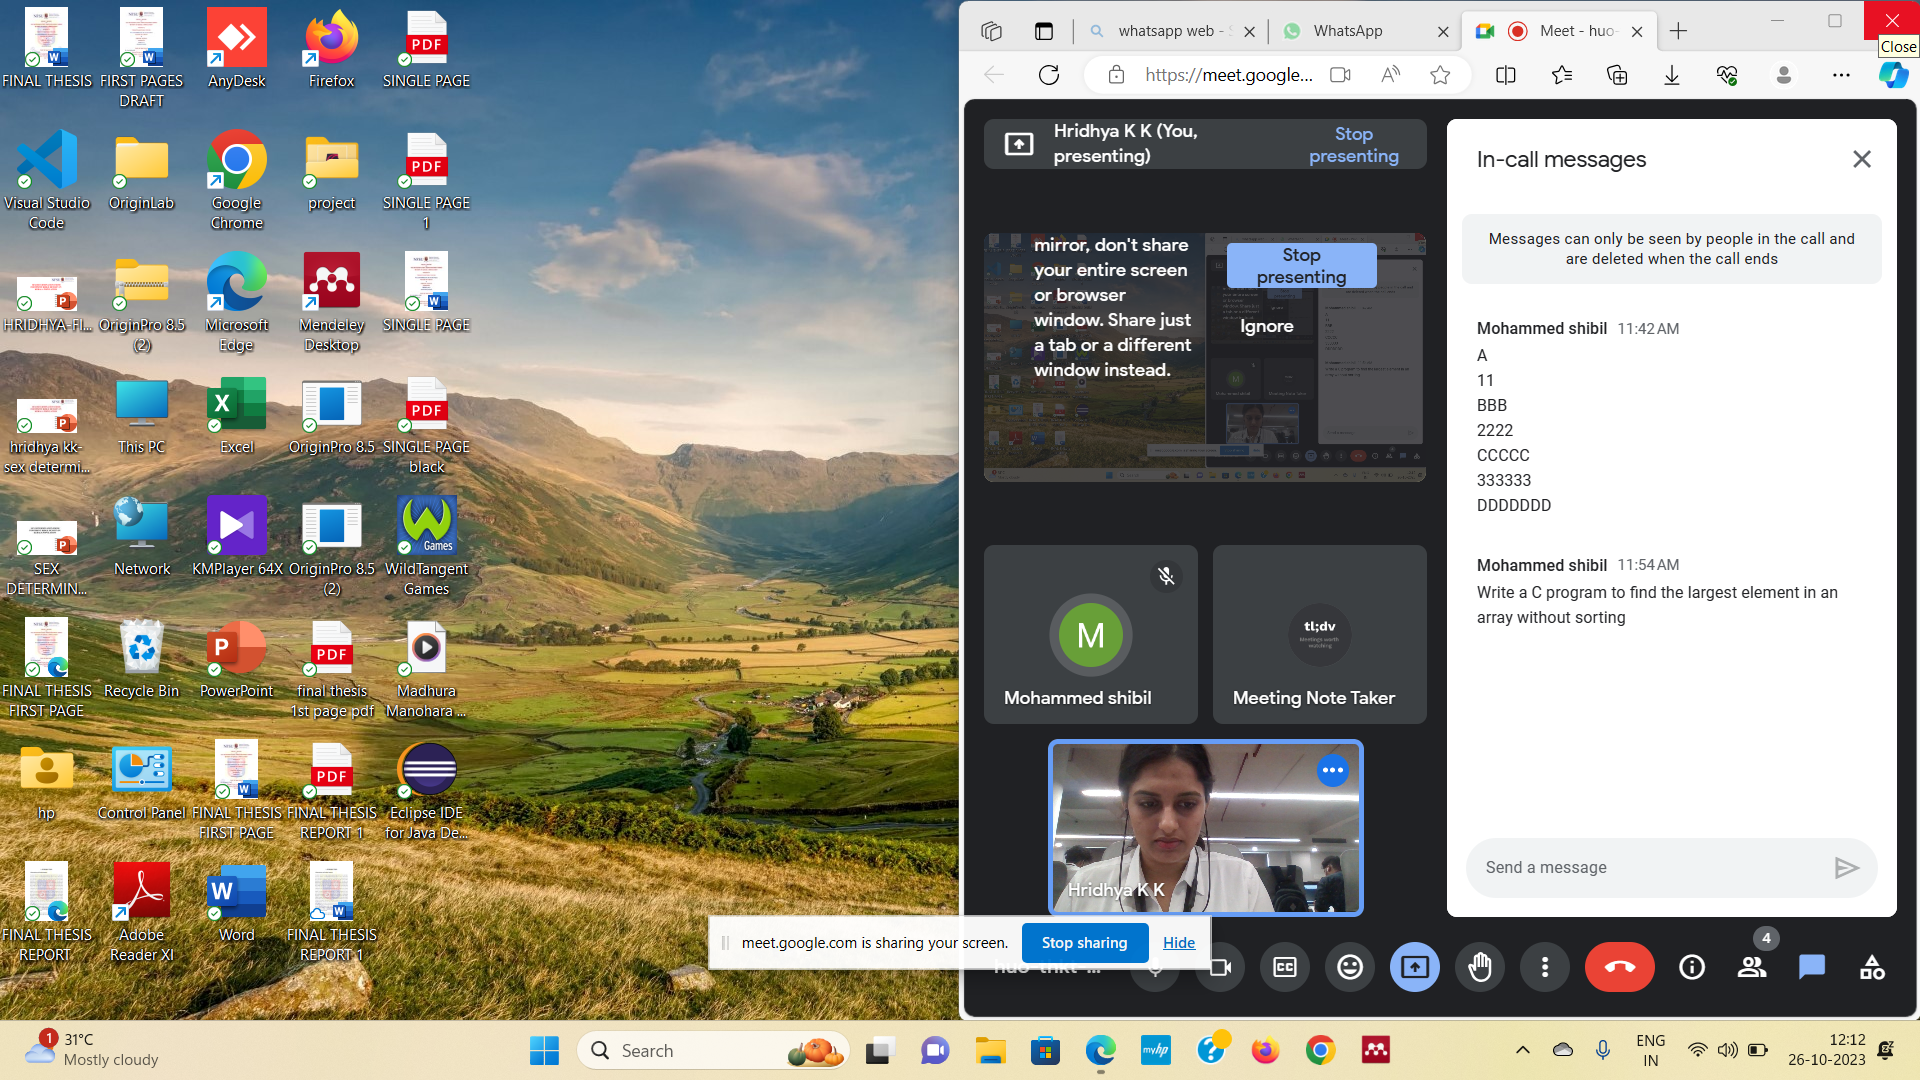 FINAL THESIS
FIRST PAGES
DRAFT
AnyDesk
Firefox
SINGLE PAGE
Visual Studio
Code
OriginLab
Google
Chrome
project
SINGLE PAGE
1
HRIDHYA-FI...
OriginPro 8.5
(2)
Microsoft
Edge
Mendeley
Desktop
SINGLE PAGE
hridhya kk-
sex determi...
This PC
Excel
OriginPro 8.5
SINGLE PAGE
black
SEX
DETERMIN...
Network
KMPlayer 64X
OriginPro 8.5
(2)
WildTangent
Games
FINAL THESIS
FIRST PAGE
Recycle Bin
PowerPoint
final thesis
1st page pdf
Madhura
Manohara ...
hp
Control Panel
FINAL THESIS
FIRST PAGE
FINAL THESIS
REPORT 1
Eclipse IDE
for Java De...
FINAL THESIS
REPORT
Adobe
Reader XI
Word
FINAL THESIS
REPORT 1
whatsapp web -
WhatsApp
Meet - huo-
Close
https://meet.google...
Hridhya K K (You,
presenting)
Stop
presenting
mirror, don't share
your entire screen
or browser
window. Share just
a tab or a different
window instead.
Stop
presenting
Ignore
M
Mohammed shibil
tl;dv
Meetings worth
watching
Meeting Note Taker
Hridhya K K
In-call messages
Messages can only be seen by people in the call and
are deleted when the call ends
Mohammed shibil 11:42 AM
A
11
BBB
2222
CCCCC
333333
DDDDDDD
Mohammed shibil 11:54 AM
Write a C program to find the largest element in an
array without sorting
Send a message
meet.google.com is sharing your screen.
Stop sharing
Hide
4
1
31°C
Mostly cloudy
Search
ENG
IN
12:12
26-10-2023